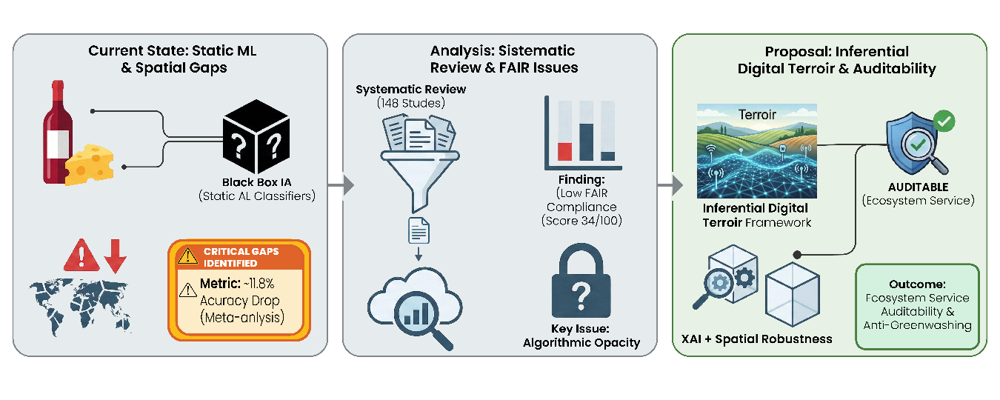 Current State: Static ML
& Spatial Gaps
? ?
Black Box IA
(Static AL Classifiers)
CRITICAL GAPS
IDENTIFIED
Metric: ~11.8%
Acuracy Drop
(Meta-anlysis)
Analysis: Sistematic
Review & FAIR Issues
Systematic Review
(148 Studes)
Finding:
(Low FAIR
Compliance
(Score 34/100)
?
Key Issue:
Algorithmic Opacity
Proposal: Inferential
Digital Terroir & Auditability
Terroir
Inferential Digital
Terroir Framework
AUDITABLE
(Ecosystem Service)
XAI + Spatial Robustness
Outcome:
Ecosystem Service
Auditability &
Anti-Greenwashing